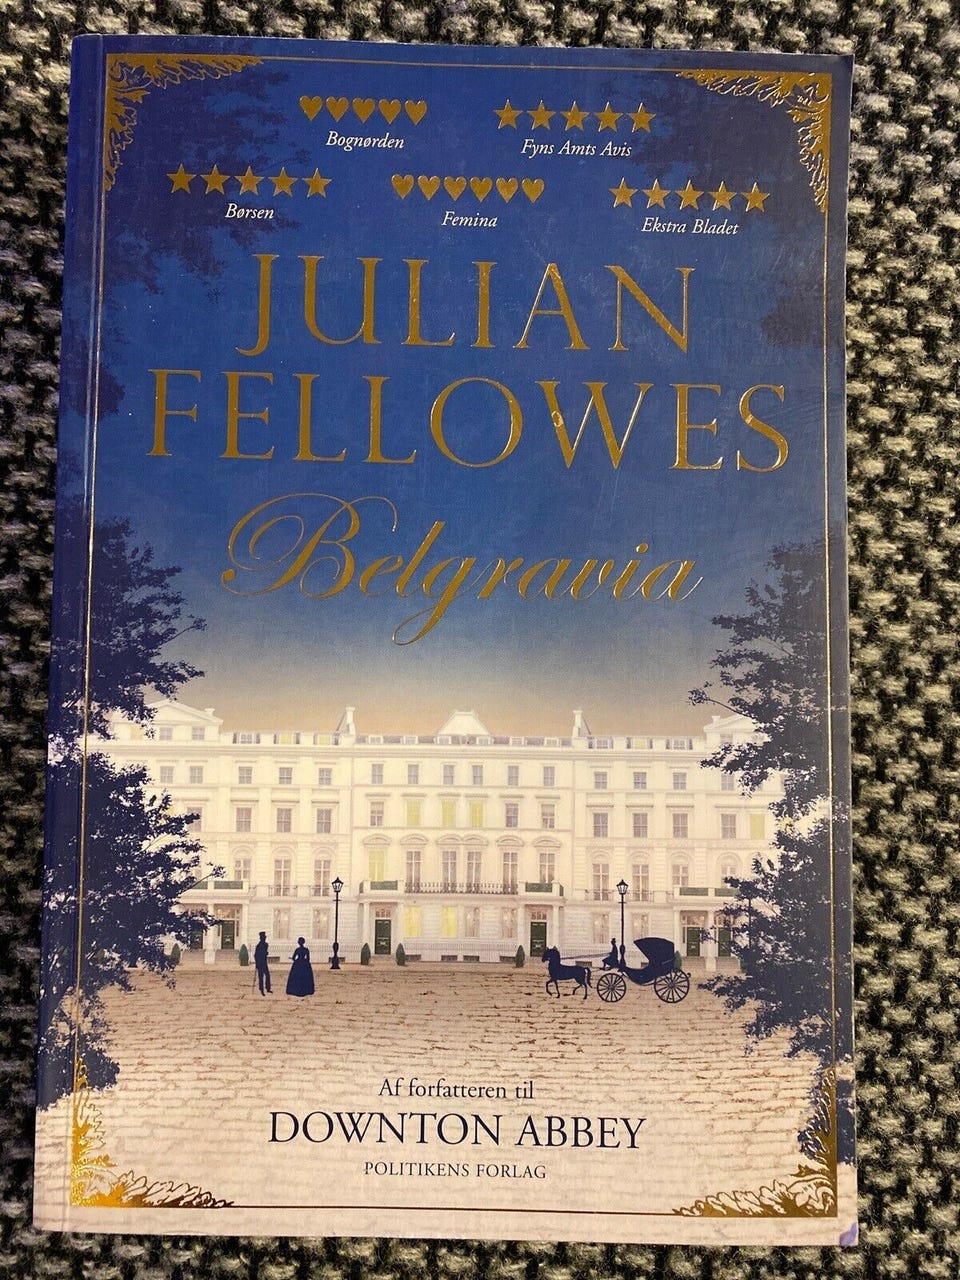 Bognørden
Fyns Amts Avis
Børsen
Femina
Ekstra Bladet
JULIAN
FELLOWES
Belgravia
Af forfatteren til
DOWNTON ABBEY
POLITIKENS FORLAG